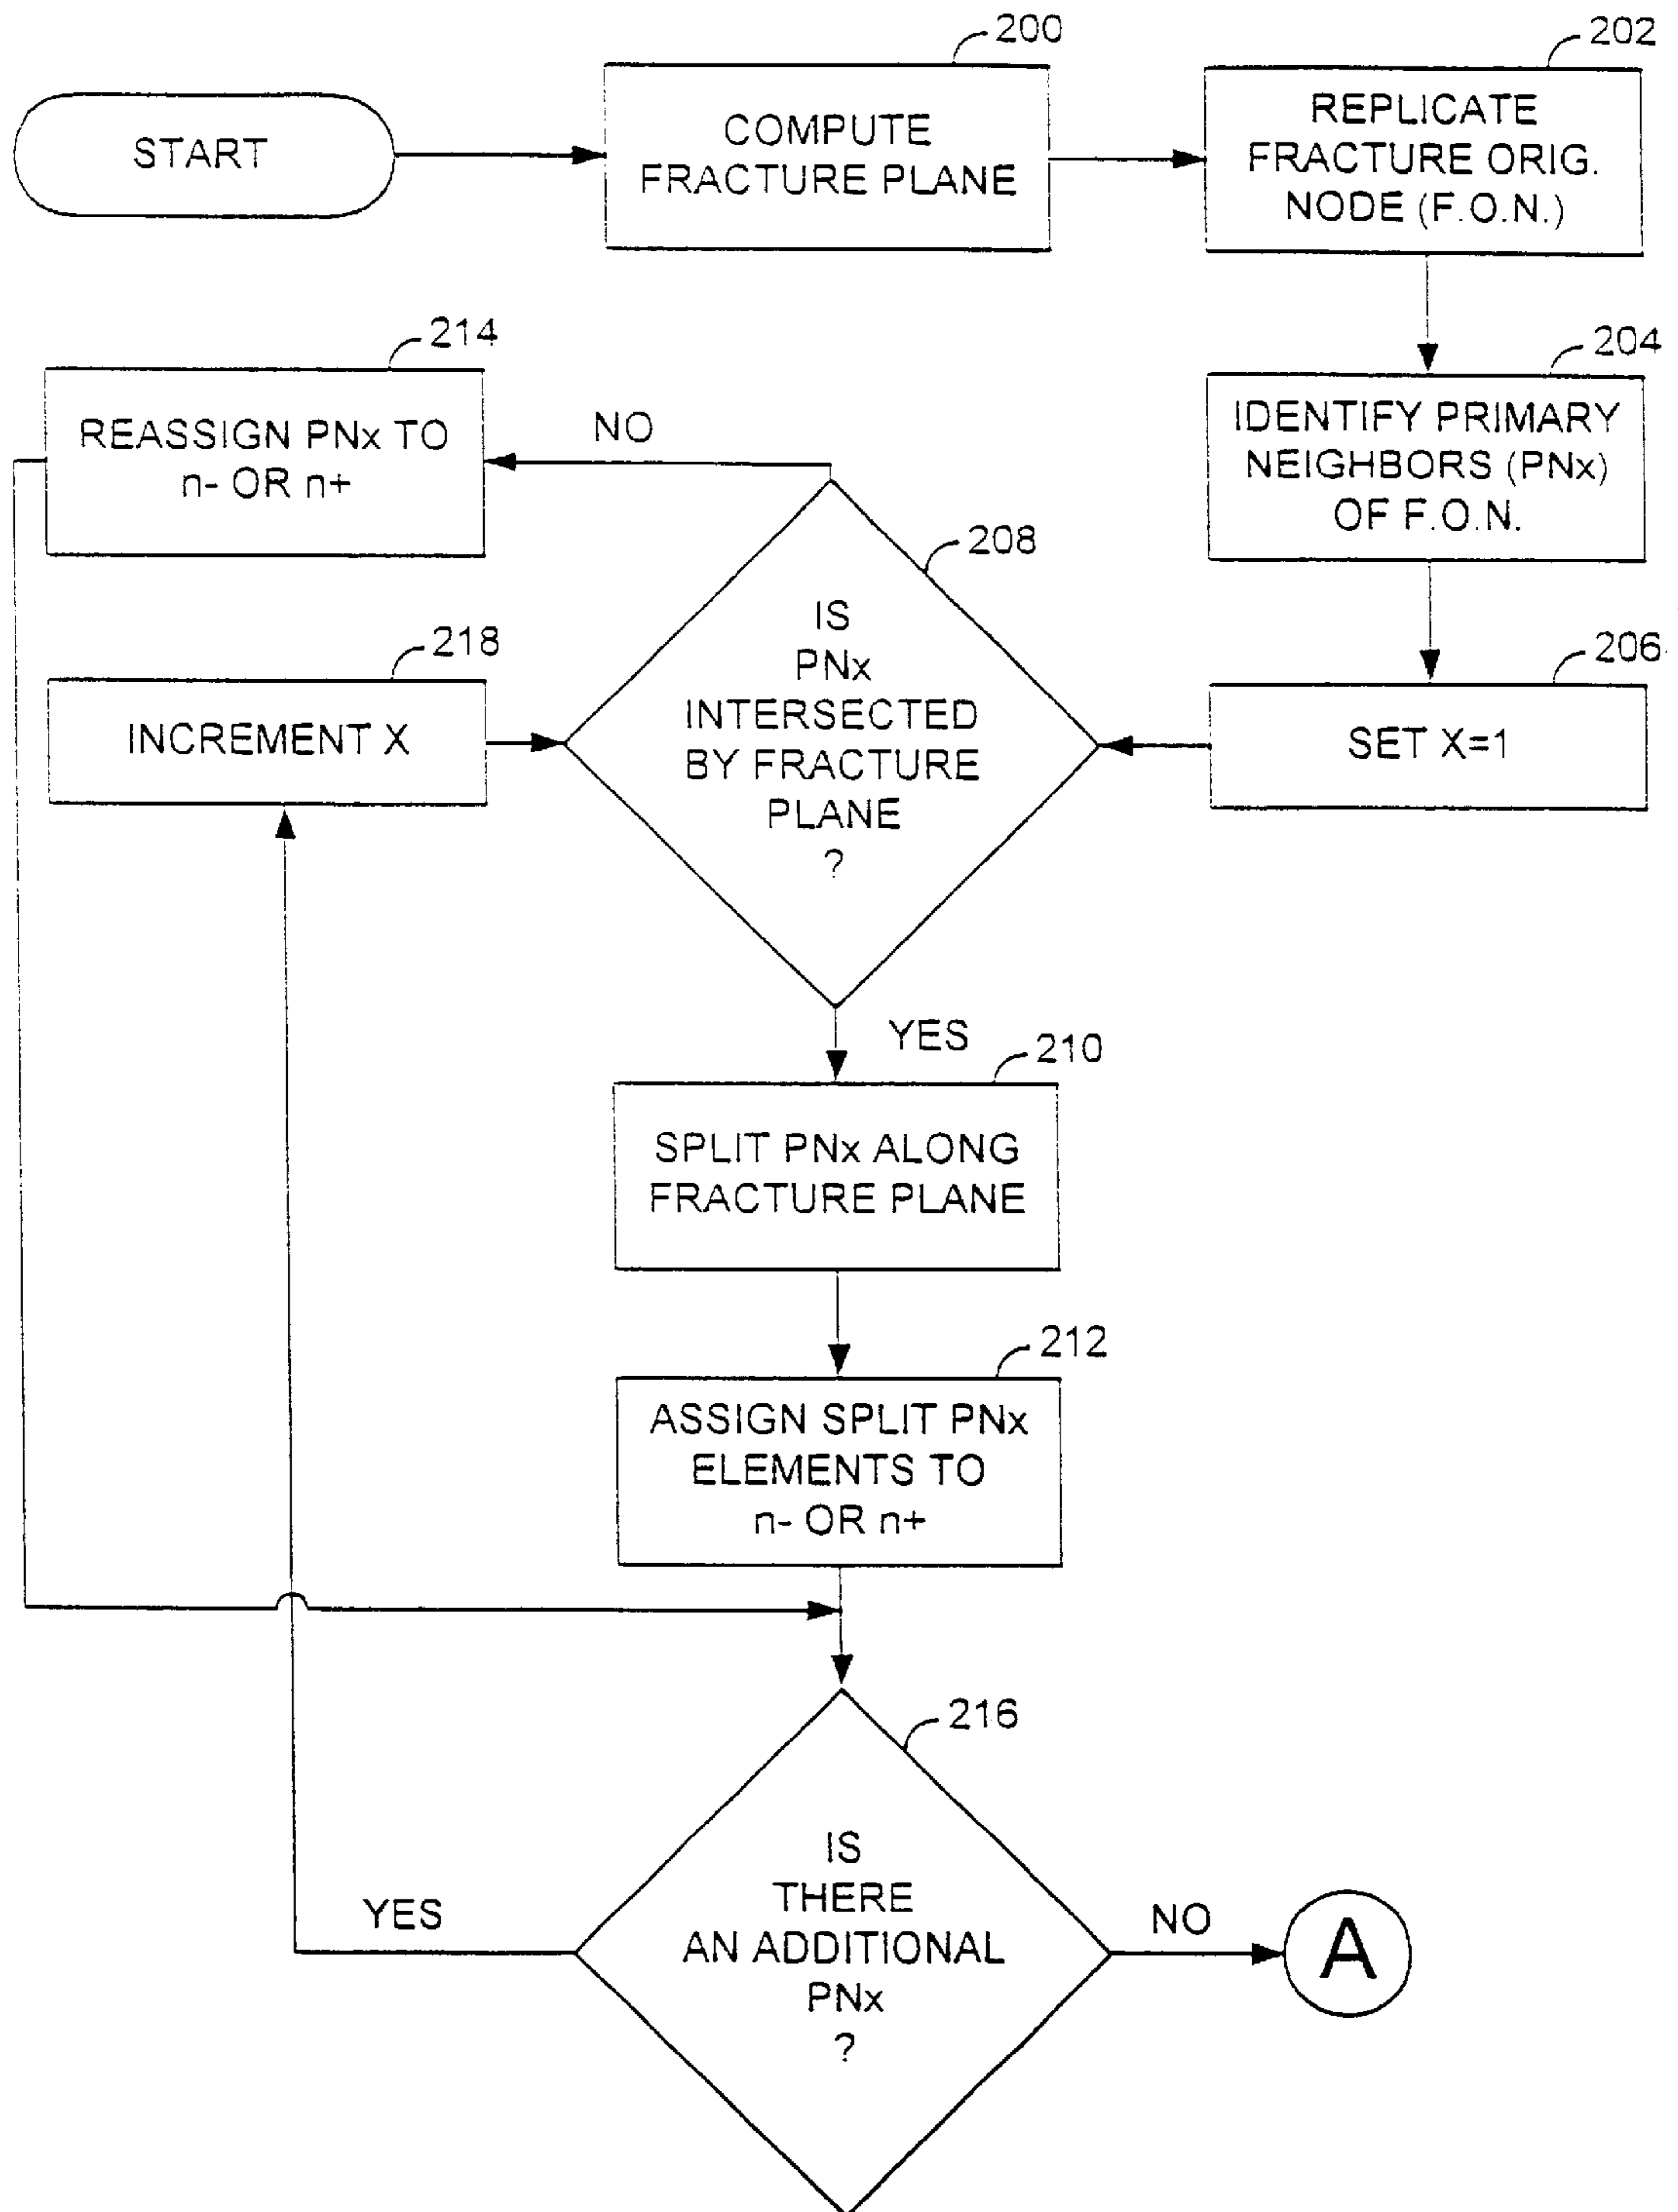 200
START
COMPUTE
FRACTURE PLANE
202
REPLICATE
FRACTURE ORIG.
NODE (F.O.N.)
204
IDENTIFY PRIMARY
NEIGHBORS (PNx)
OF F.O.N.
206
SET X=1
214
REASSIGN PNx TO
n- OR n+
NO
218
INCREMENT X
208
IS
PNx
INTERSECTED
BY FRACTURE
PLANE
?
YES
210
SPLIT PNx ALONG
FRACTURE PLANE
212
ASSIGN SPLIT PNx
ELEMENTS TO
n- OR n+
216
IS
THERE
AN ADDITIONAL
PNx
?
YES
NO
A